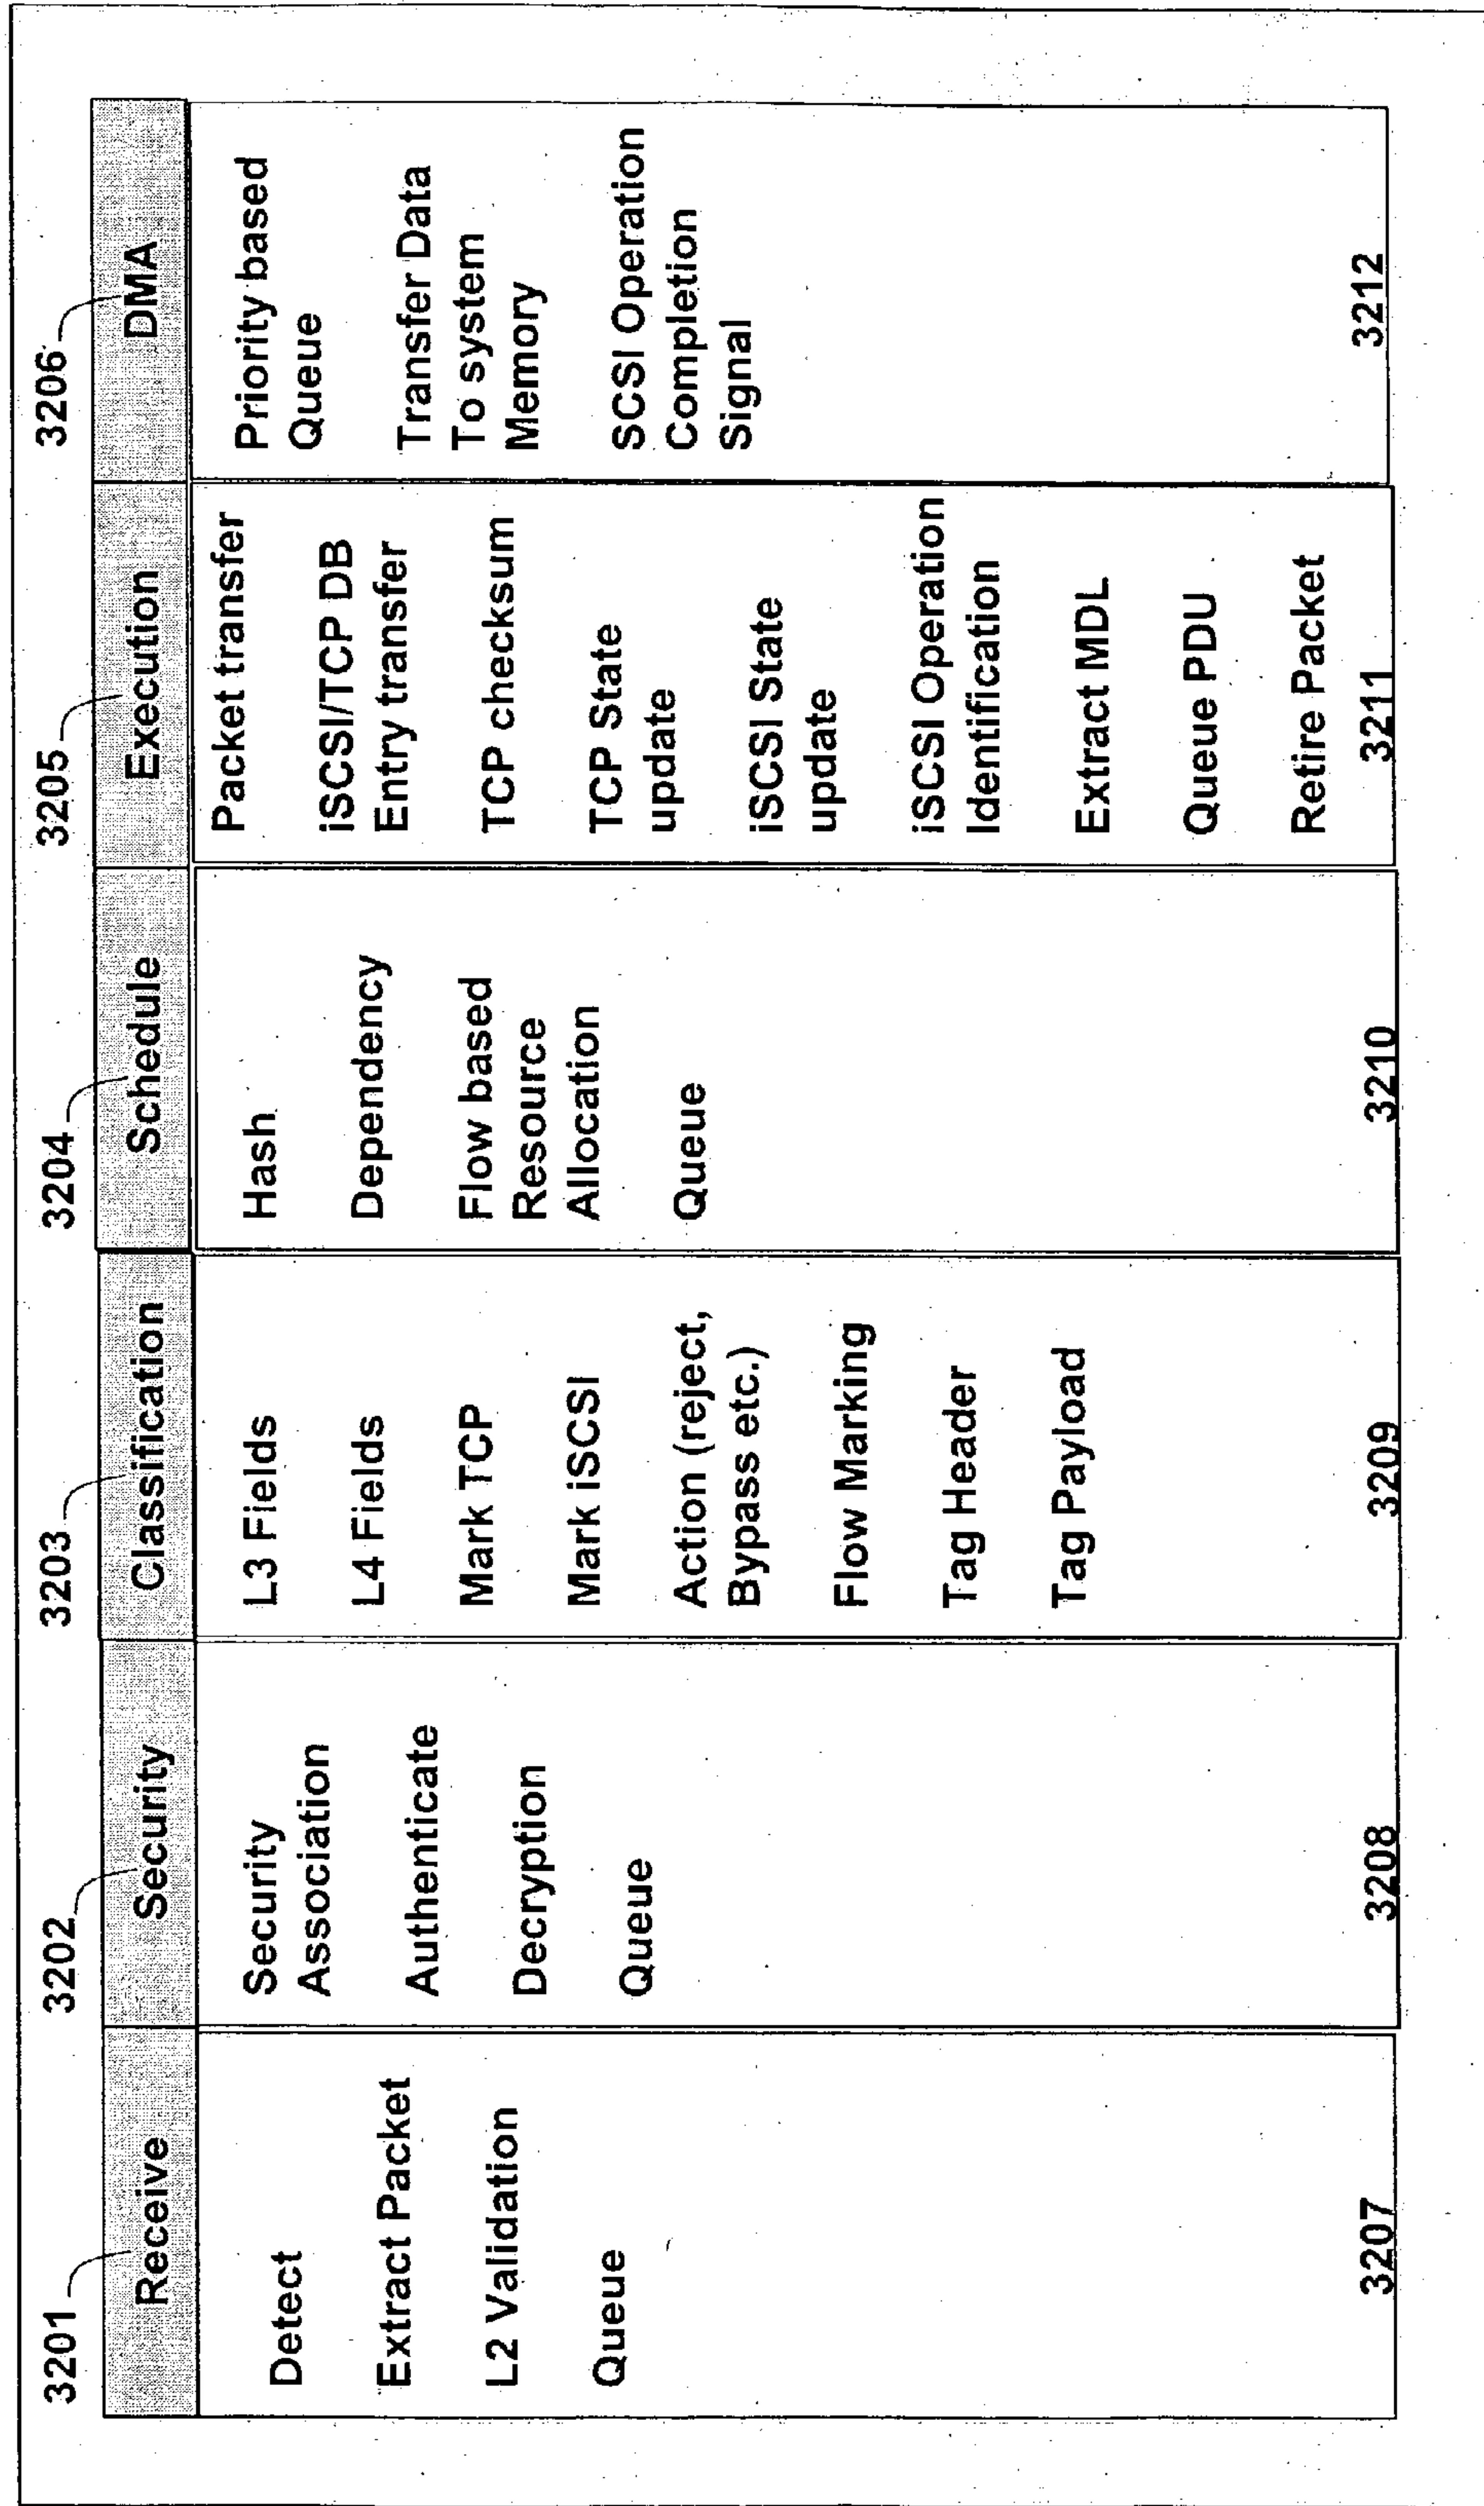 3201
Receive
Detect
Extract Packet
L2 Validation
Queue
3207
3202
Security
Security
Association
Authenticate
Decryption
Queue
3208
3203
Classification
L3 Fields
L4 Fields
Mark TCP
Mark iSCSI
Action (reject,
Bypass etc.)
Flow Marking
Tag Header
Tag Payload
3209
3204
Schedule
Hash
Dependency
Flow based
Resource
Allocation
Queue
3210
3205
Execution
Packet transfer
iSCSI/TCP DB
Entry transfer
TCP checksum
TCP State
update
iSCSI State
update
iSCSI Operation
Identification
Extract MDL
Queue PDU
Retire Packet
3211
3206
DMA
Priority based
Queue
Transfer Data
To system
Memory
SCSI Operation
Completion
Signal
3212